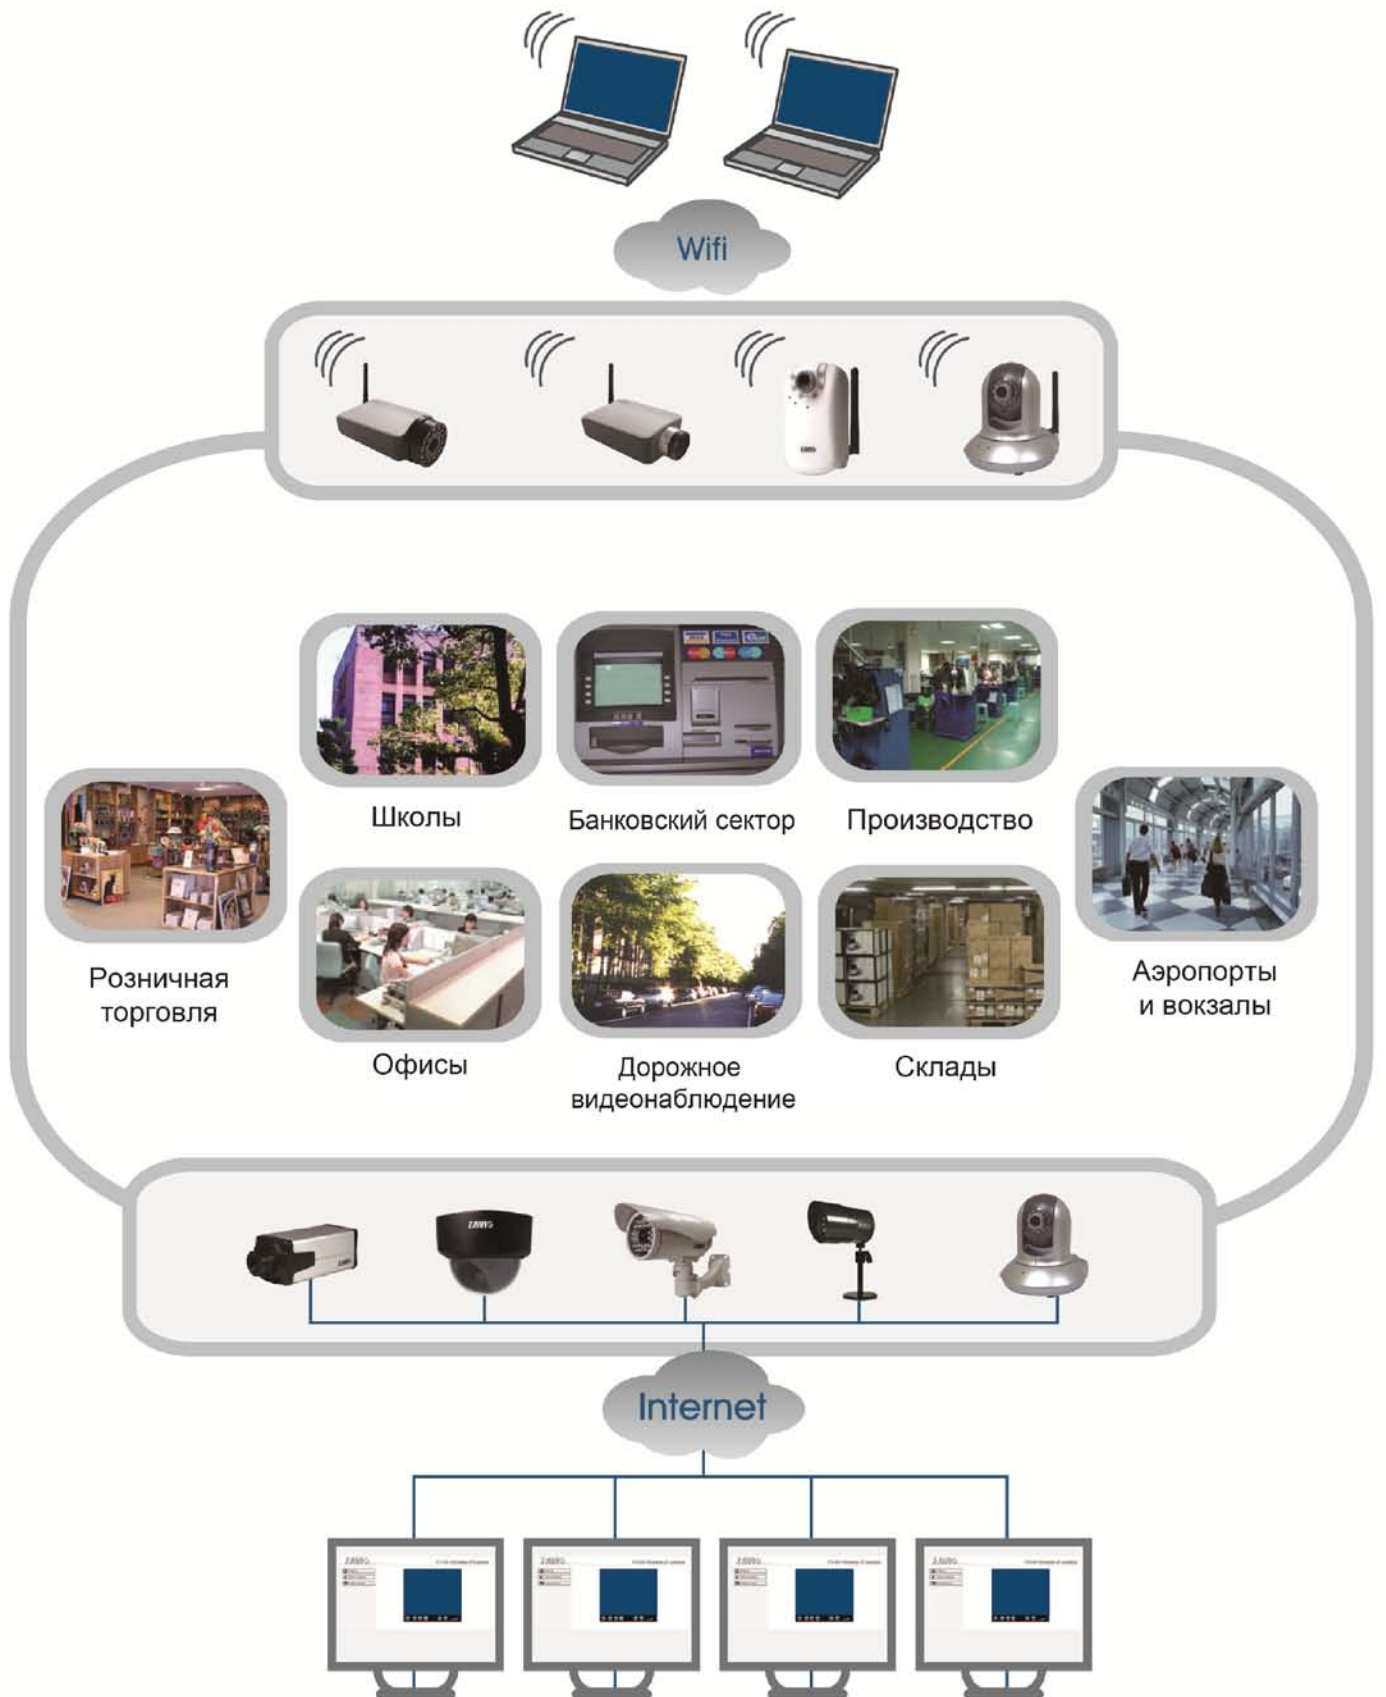 Wifi
Школы
Банковский сектор
Производство
Розничная
торговля
Аэропорты
и вокзалы
Офисы
Дорожное
видеонаблюдение
Склады
Internet